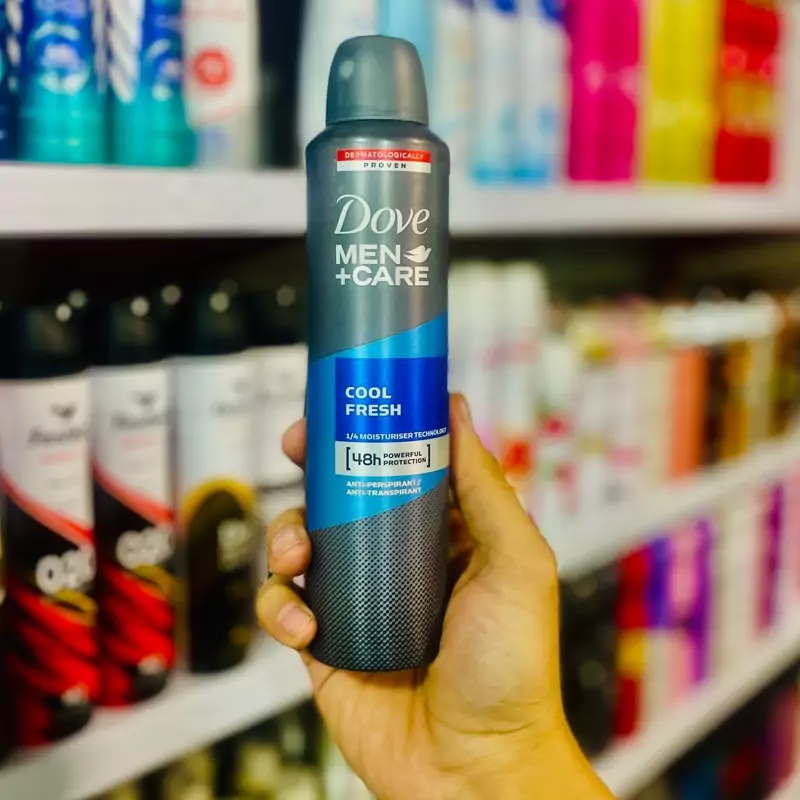 DERMATOLOGICALLY
PROVEN
Dove
MEN
+CARE
COOL
FRESH
1/4 MOISTURISER TECHNOLOGY
[48h POWERFUL
PROTECTION]
ANTI-PERSPIRANT/
ANTI-TRANSPIRANT